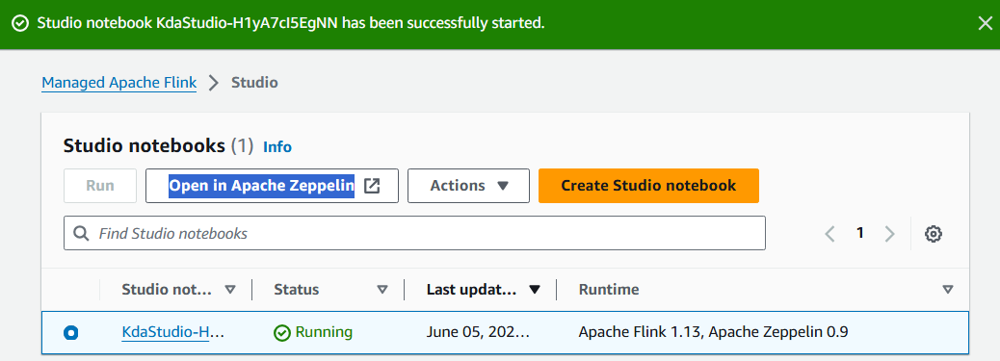 Studio notebook KdaStudio-H1yA7cI5EgNN has been successfully started.
Managed Apache Flink > Studio
Studio notebooks (1) Info
Run Open in Apache Zeppelin Actions Create Studio notebook
Find Studio notebooks 1
Studio not... Status Last updat... Runtime
KdaStudio-H... Running June 05, 202... Apache Flink 1.13, Apache Zeppelin 0.9